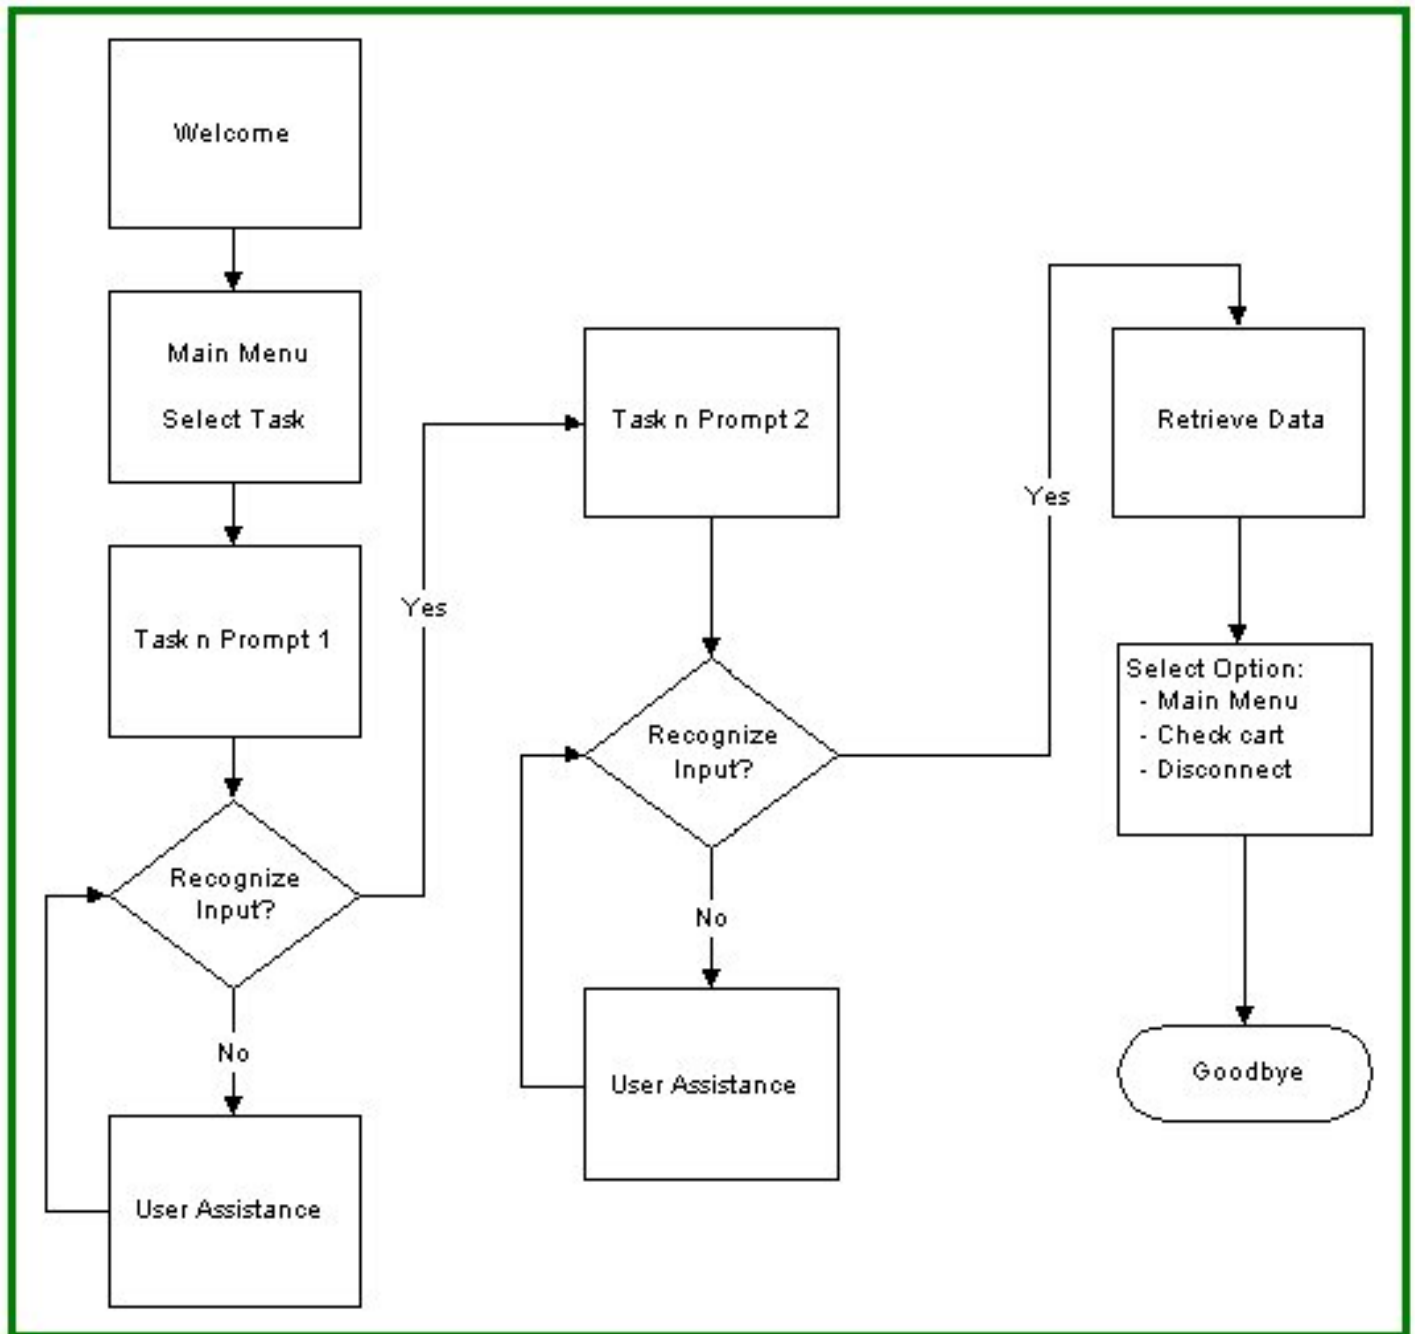 Welcome
Main Menu
Select Task
Task n Prompt 1
Recognize
Input?
No
User Assistance
Yes
Task n Prompt 2
Recognize
Input?
No
User Assistance
Yes
Retrieve Data
Select Option:
- Main Menu
- Check cart
- Disconnect
Goodbye